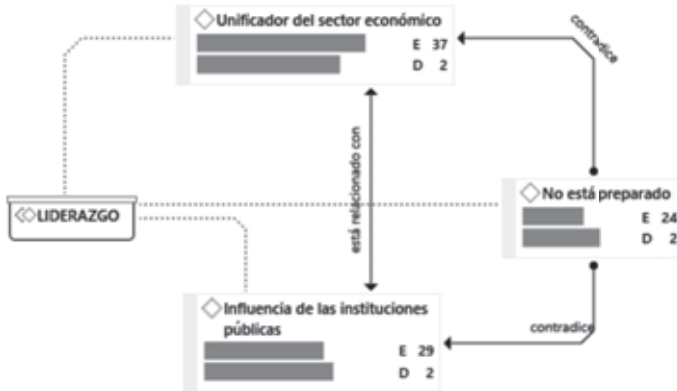 Unificador del sector económico
E 37
D 2
contradice
está relacionado con
LIDERAZGO
No está preparado
E 24
D 2
Influencia de las instituciones
públicas
E 29
D 2
contradice